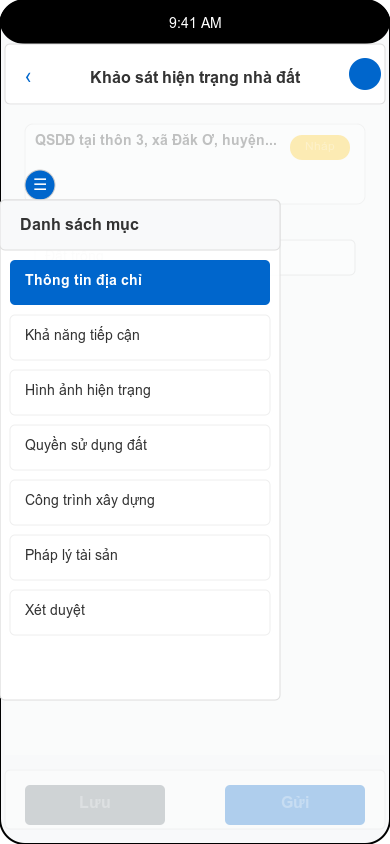 9:41 AM
‹ Khảo sát hiện trạng nhà đất
QSDĐ tại thôn 3, xã Đăk Ơ, huyện...
☰
Danh sách mục
Thông tin địa chỉ
Khả năng tiếp cận
Hình ảnh hiện trạng
Quyền sử dụng đất
Công trình xây dựng
Pháp lý tài sản
Xét duyệt
Lưu
Gửi